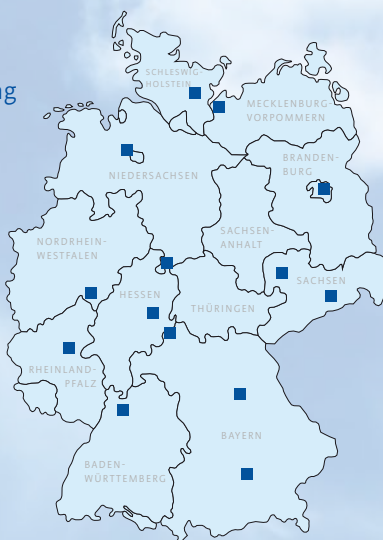 g
SCHLESWIG-
HOLSTEIN
MECKLENBURG-
VORPOMMERN
BRANDEN-
BURG
NIEDERSACHSEN
SACHSEN-
ANHALT
NORDRHEIN-
WESTFALEN
SACHSEN
HESSEN
THÜRINGEN
RHEINLAND-
PFALZ
BAYERN
BADEN-
WÜRTTEMBERG